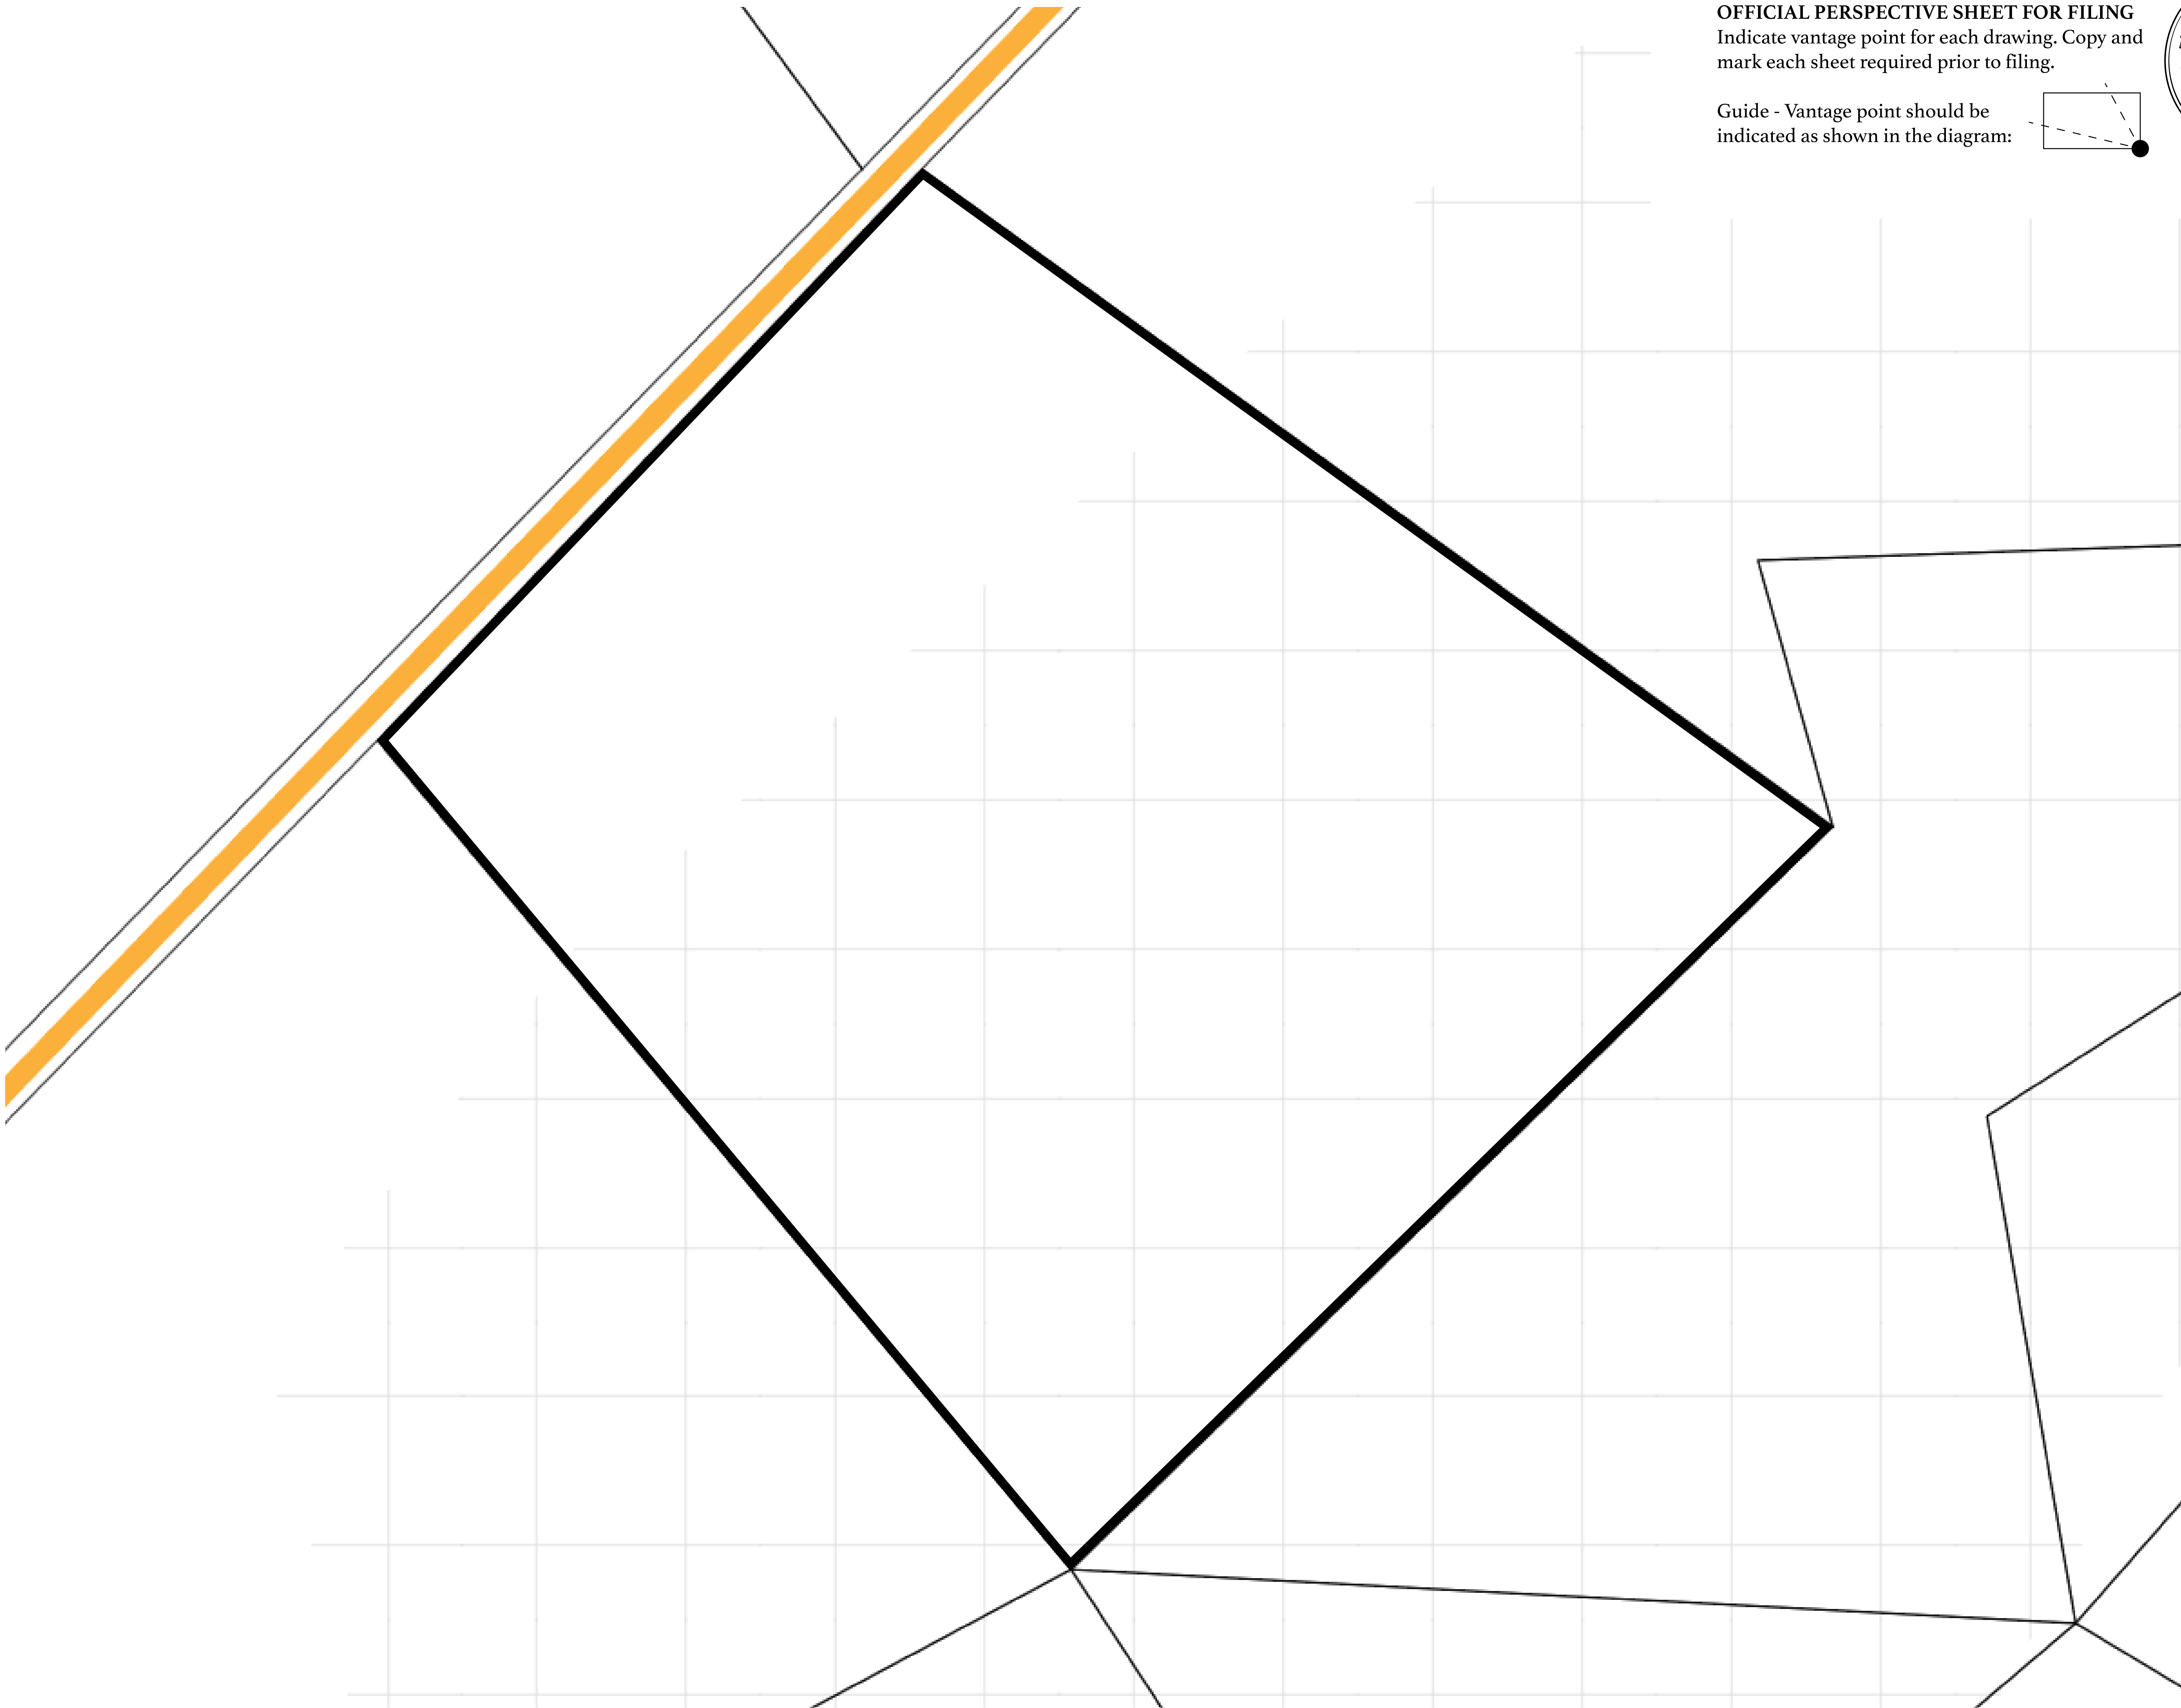 OFFICIAL PERSPECTIVE SHEET FOR FILING
Indicate vantage point for each drawing. Copy and
mark each sheet required prior to filing.
Guide - Vantage point should be
indicated as shown in the diagram: